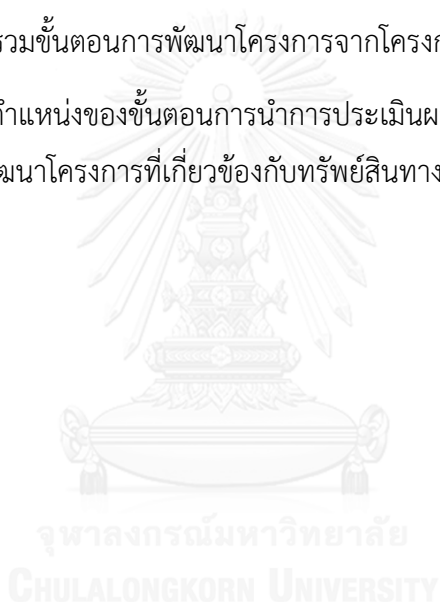 รวมขั้นตอนการพัฒนาโครงการจากโครงก
ตำแหน่งของขั้นตอนการนำการประเมินผ
ัฒนาโครงการที่เกี่ยวข้องกับทรัพย์สินทาง
จุฬาลงกรณ์มหาวิทยาลัย
CHULALONGKORN UNIVERSITY